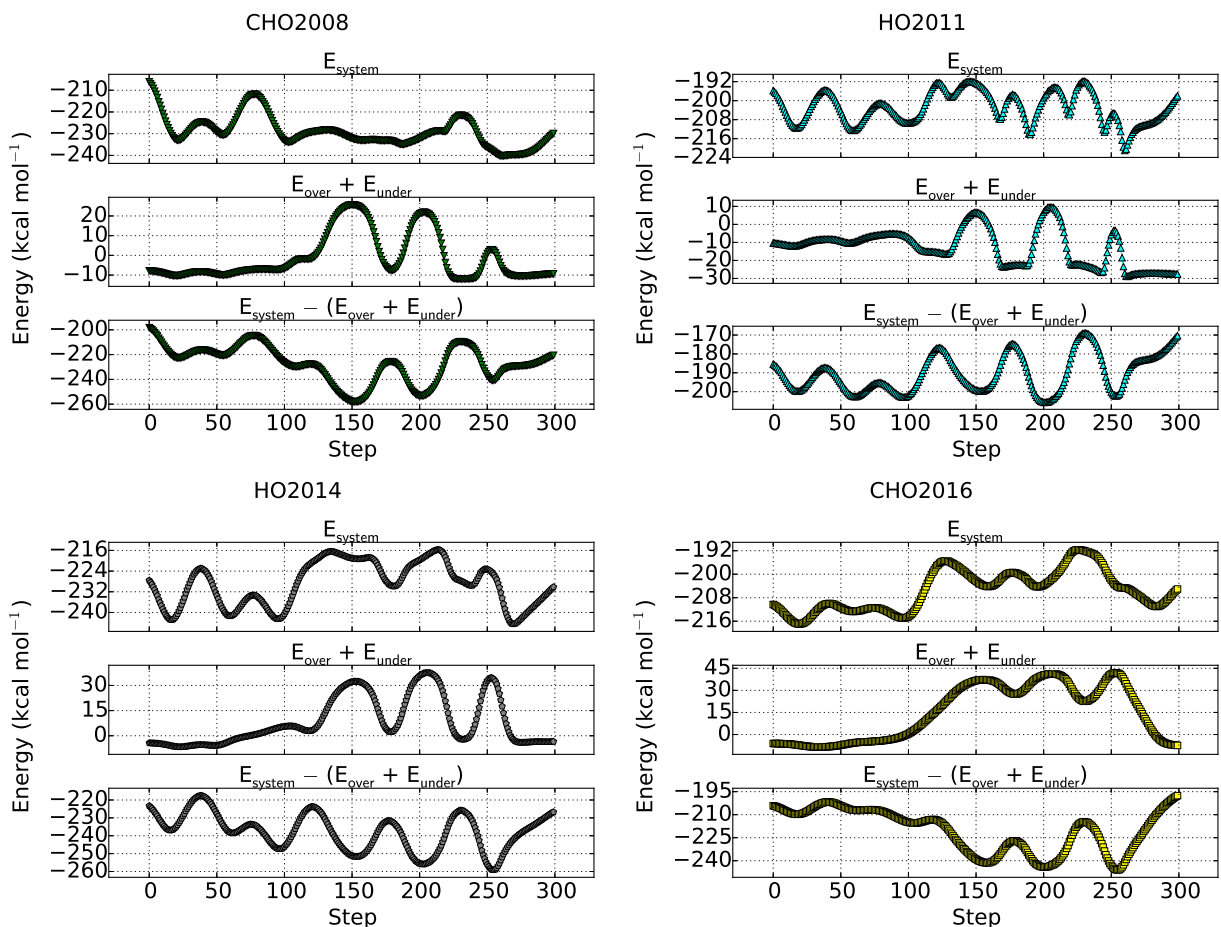 CHO2008
E_system
−210
−220
−230
−240
E_over + E_under
20
10
0
−10
E_system − (E_over + E_under)
−200
−220
−240
−260
0 50 100 150 200 250 300
Step
Energy (kcal mol⁻¹)
HO2011
E_system
−192
−200
−208
−216
−224
E_over + E_under
10
0
−10
−20
−30
E_system − (E_over + E_under)
−170
−180
−190
−200
0 50 100 150 200 250 300
Step
Energy (kcal mol⁻¹)
HO2014
E_system
−216
−224
−232
−240
E_over + E_under
30
15
0
E_system − (E_over + E_under)
−220
−230
−240
−250
−260
0 50 100 150 200 250 300
Step
Energy (kcal mol⁻¹)
CHO2016
E_system
−192
−200
−208
−216
E_over + E_under
45
30
15
0
E_system − (E_over + E_under)
−195
−210
−225
−240
0 50 100 150 200 250 300
Step
Energy (kcal mol⁻¹)